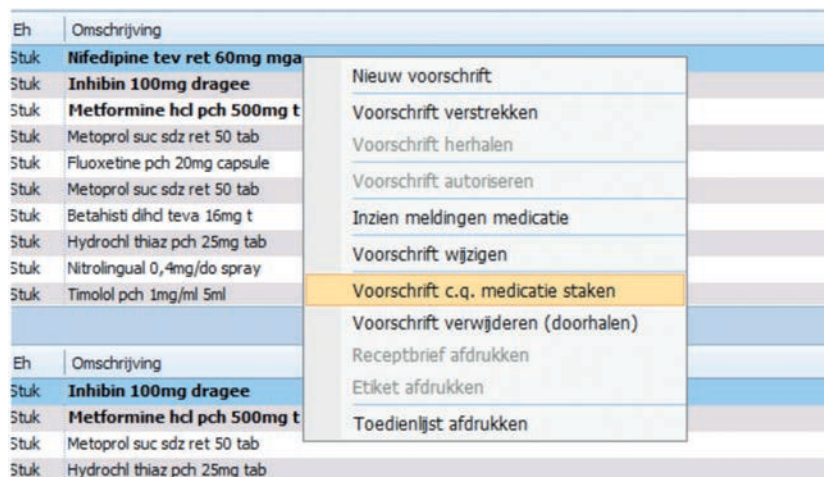 Eh Omschrijving
Stuk Nifedipine tev ret 60mg mga
Stuk Inhibin 100mg dragee
Stuk Metformine hcl pch 500mg t
Stuk Metoprol suc sdz ret 50 tab
Stuk Fluoxetine pch 20mg capsule
Stuk Metoprol suc sdz ret 50 tab
Stuk Betahisti dihcl teva 16mg t
Stuk Hydrochl thiaz pch 25mg tab
Stuk Nitrolingual 0,4mg/do spray
Stuk Timolol pch 1mg/ml 5ml
Nieuw voorschrift
Voorschrift verstrekken
Voorschrift herhalen
Voorschrift autoriseren
Inzien meldingen medicatie
Voorschrift wijzigen
Voorschrift c.q. medicatie staken
Voorschrift verwijderen (doorhalen)
Receptbrief afdrukken
Etiket afdrukken
Toedienlijst afdrukken
Eh Omschrijving
Stuk Inhibin 100mg dragee
Stuk Metformine hcl pch 500mg t
Stuk Metoprol suc sdz ret 50 tab
Stuk Hydrochl thiaz pch 25mg tab